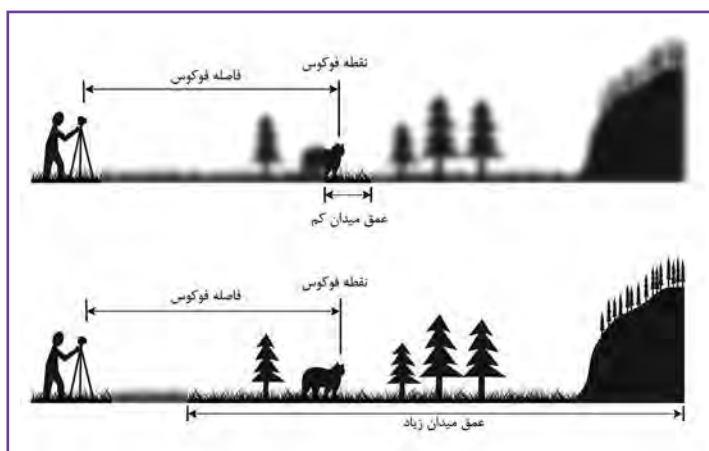 نقطه فوکوس
فاصله فوکوس
عمق میدان کم
نقطه فوکوس
فاصله فوکوس
عمق میدان زیاد